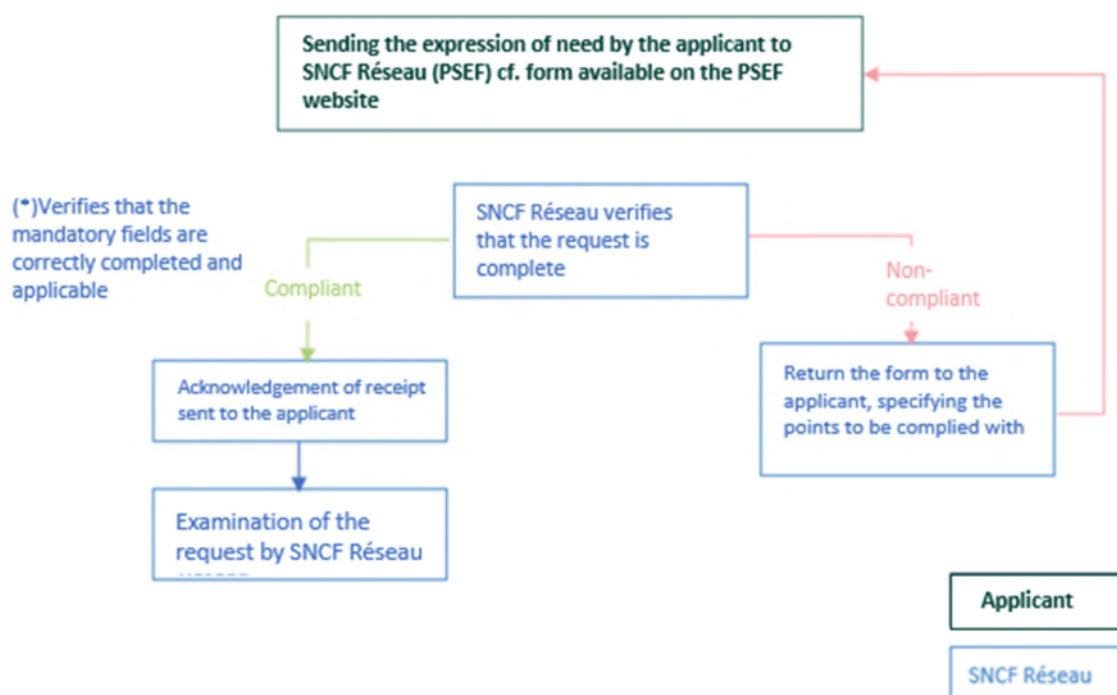 Sending the expression of need by the applicant to
SNCF Réseau (PSEF) cf. form available on the PSEF
website
(*)Verifies that the
mandatory fields are
correctly completed and
applicable
SNCF Réseau verifies
that the request is
complete
Compliant
Non-
compliant
Acknowledgement of receipt
sent to the applicant
Return the form to the
applicant, specifying the
points to be complied with
Examination of the
request by SNCF Réseau
Applicant
SNCF Réseau